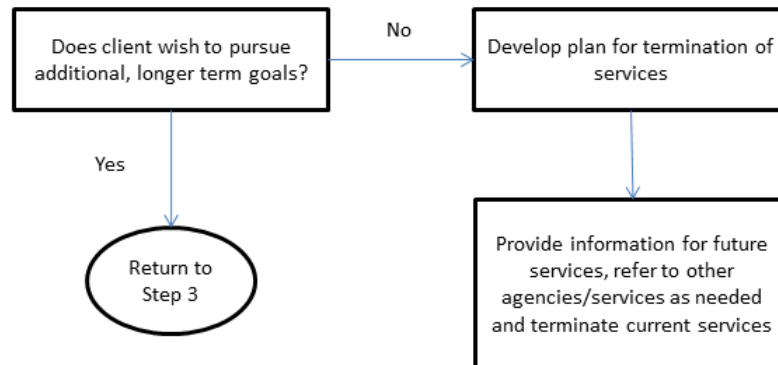 Does client wish to pursue
additional, longer term goals?
No
Develop plan for termination of
services
Yes
Return to
Step 3
Provide information for future
services, refer to other
agencies/services as needed
and terminate current services